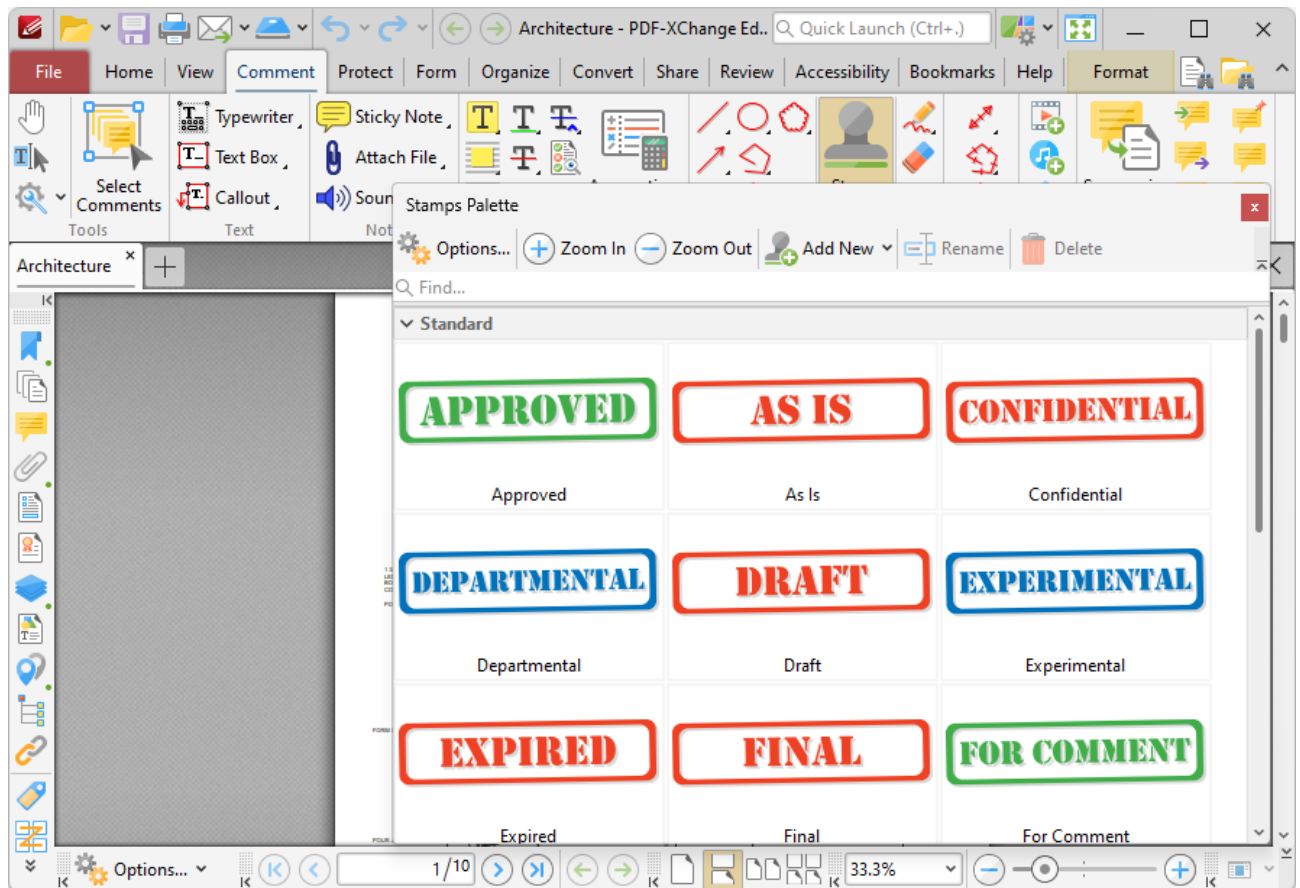 Architecture - PDF-XChange Ed..
Quick Launch (Ctrl+.)
File Home View Comment Protect Form Organize Convert Share Review Accessibility Bookmarks Help Format
Typewriter
Sticky Note
Text Box
Attach File
Select
Comments
Callout
Soun
Tools
Text
Not
Stamps Palette
Options... Zoom In Zoom Out Add New Rename Delete
Architecture
Find...
Standard
APPROVED AS IS CONFIDENTIAL
Approved As Is Confidential
DEPARTMENTAL DRAFT EXPERIMENTAL
Departmental Draft Experimental
EXPIRED FINAL FOR COMMENT
Expired Final For Comment
FORM
Options... 1/10 33.3%